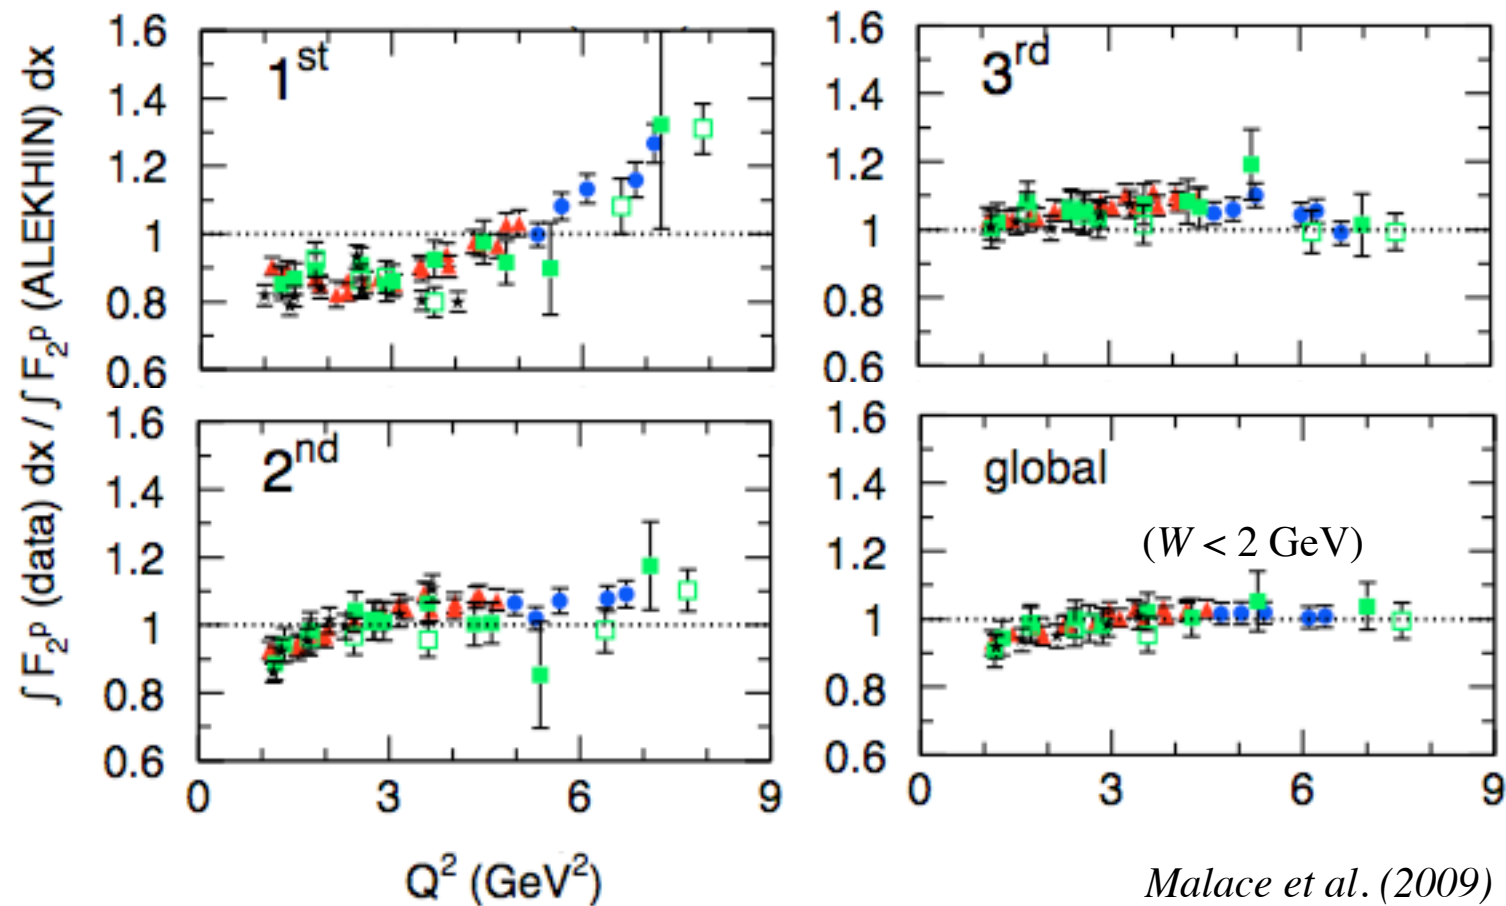 ∫ F₂ᵖ (data) dx / ∫ F₂ᵖ (ALEKHIN) dx
1.6
1.4
1.2
1
0.8
0.6
1st
1.6
1.4
1.2
1
0.8
0.6
3rd
1.6
1.4
1.2
1
0.8
0.6
2nd
0 3 6 9
1.6
1.4
1.2
1
0.8
0.6
global
(W < 2 GeV)
0 3 6 9
Q² (GeV²)
Malace et al. (2009)